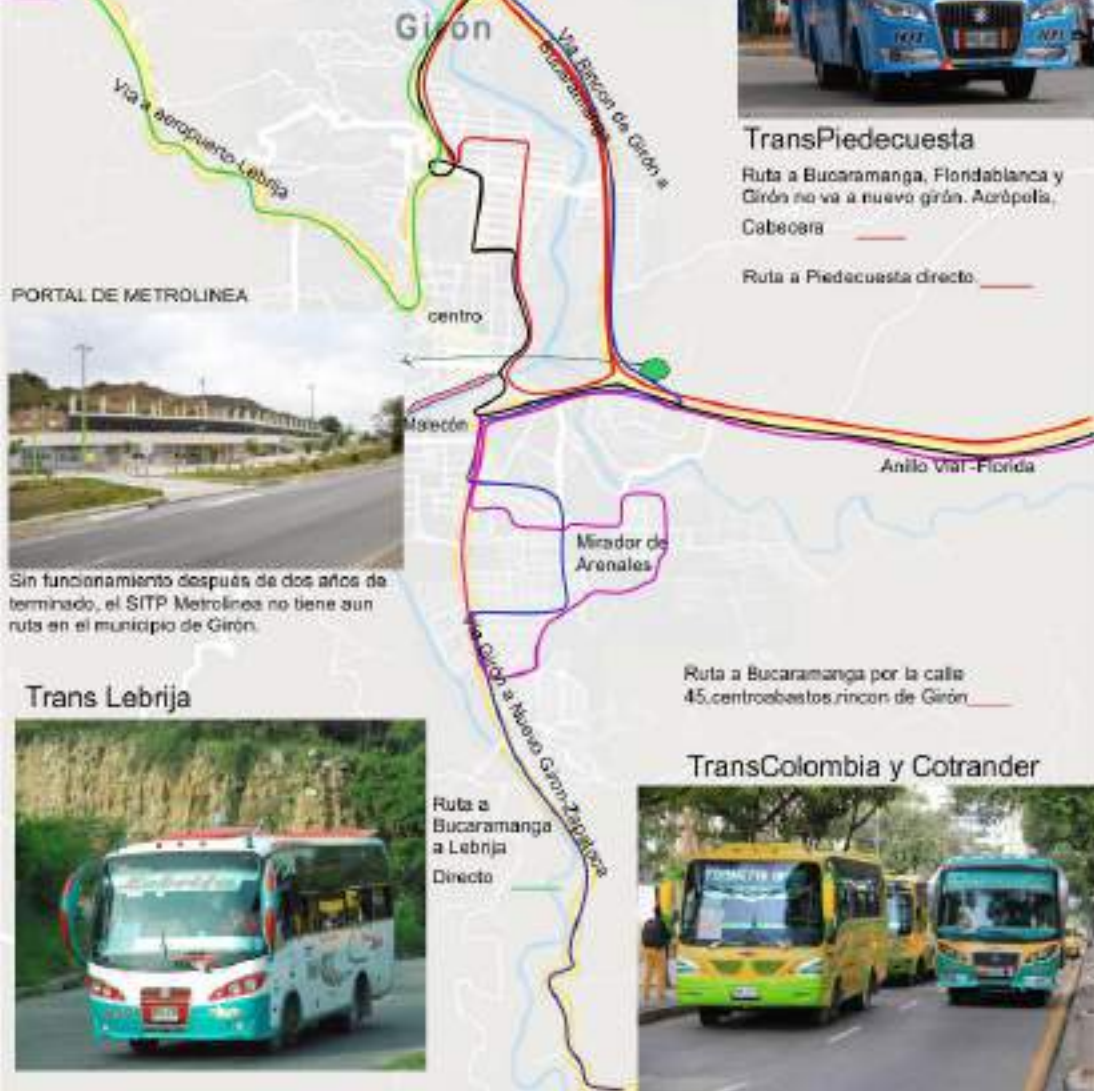 Girón
Vía Rincon de Girón a
Bucaramanga
Vía a aeropuerto-Lebrija
TransPiedecuesta
Ruta a Bucaramanga, Floridablanca y
Girón no va a nuevo girón. Acrópolis,
Cabecera
Ruta a Piedecuesta directo.
PORTAL DE METROLINEA
centro
Malecón
Anillo Vial -Florida
Mirador de
Arenales
Sin funcionamiento después de dos años de
terminado, el SITP Metrolinea no tiene aun
ruta en el municipio de Girón.
Vía Girón a Nuevo Girón-Zapatoca
Ruta a Bucaramanga por la calle
45,centroabastos,rincon de Girón
Trans Lebrija
TransColombia y Cotrander
Ruta a
Bucaramanga
a Lebrija
Directo